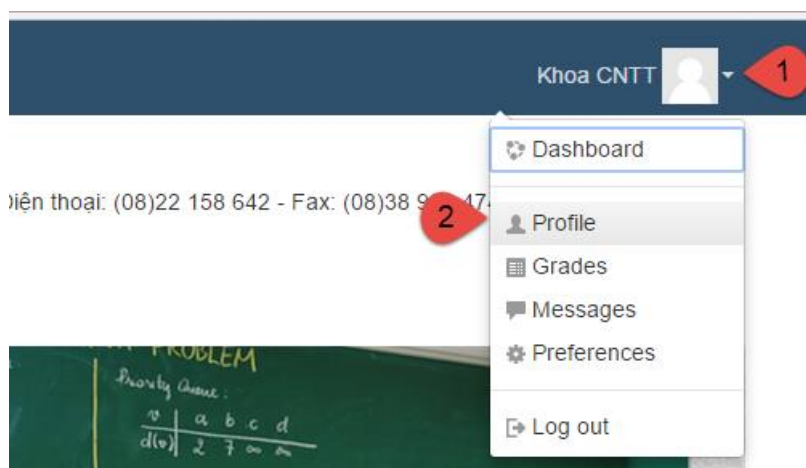 Khoa CNTT
1
Dashboard
Điện thoại: (08)22 158 642 - Fax: (08)38 9
2
Profile
Grades
Messages
Preferences
Log out
PROBLEM
Priority Queue:
v a b c d
d(v) 2 7 ∞ ∞